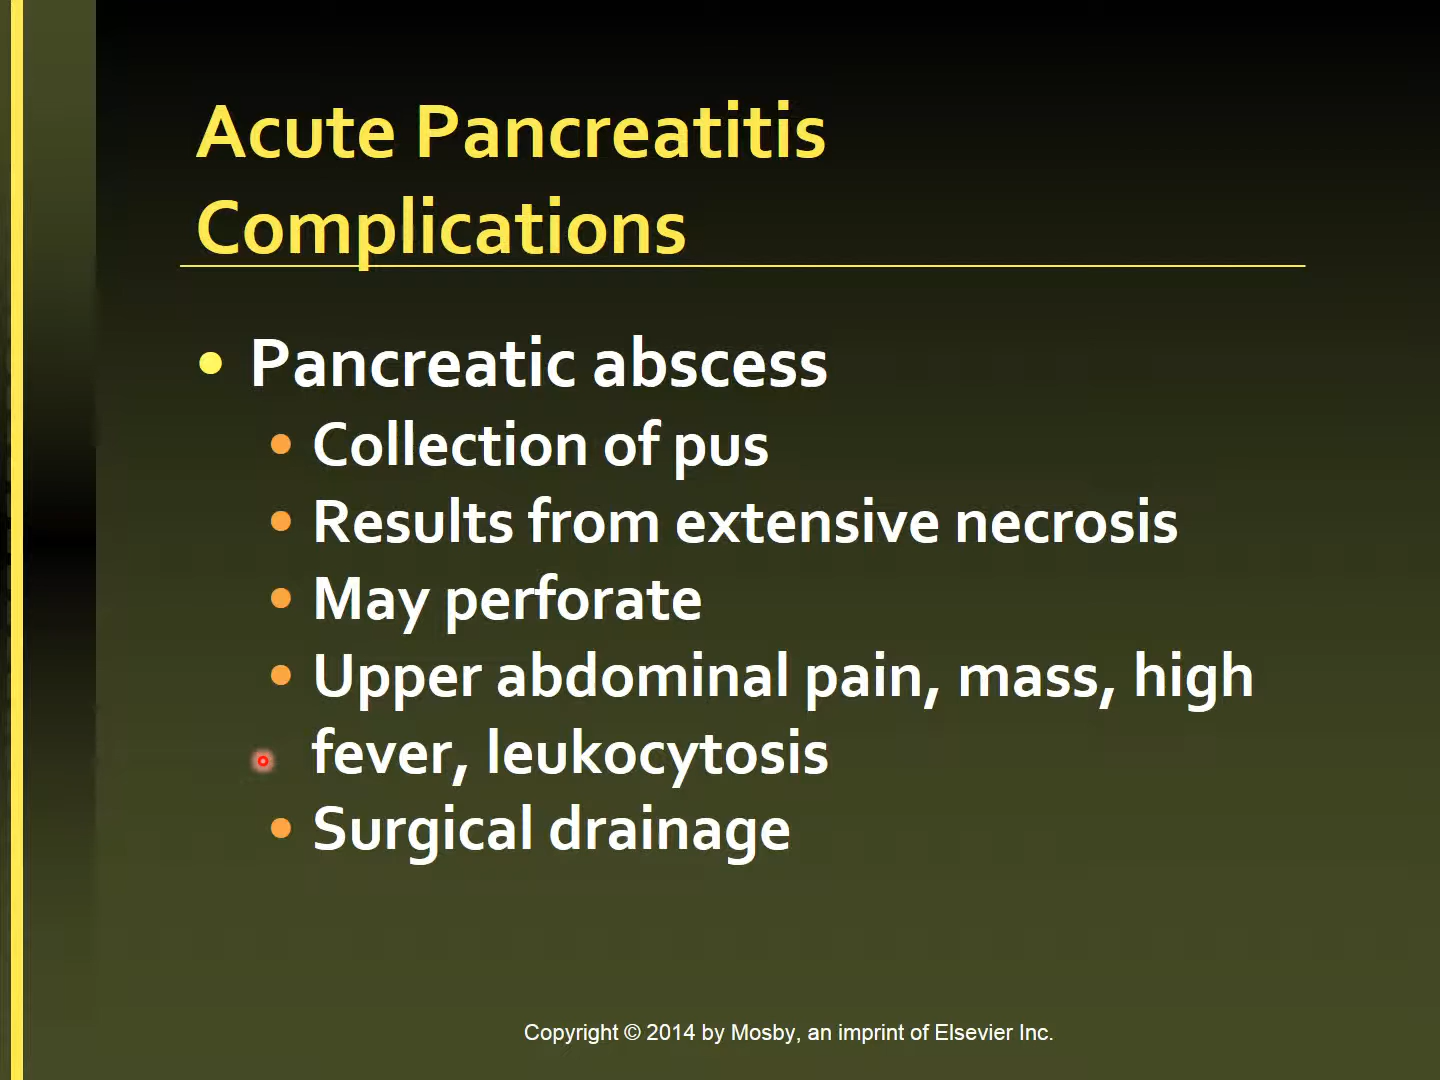 Acute Pancreatitis
Complications
• Pancreatic abscess
• Collection of pus
• Results from extensive necrosis
• May perforate
• Upper abdominal pain, mass, high
fever, leukocytosis
• Surgical drainage
Copyright © 2014 by Mosby, an imprint of Elsevier Inc.